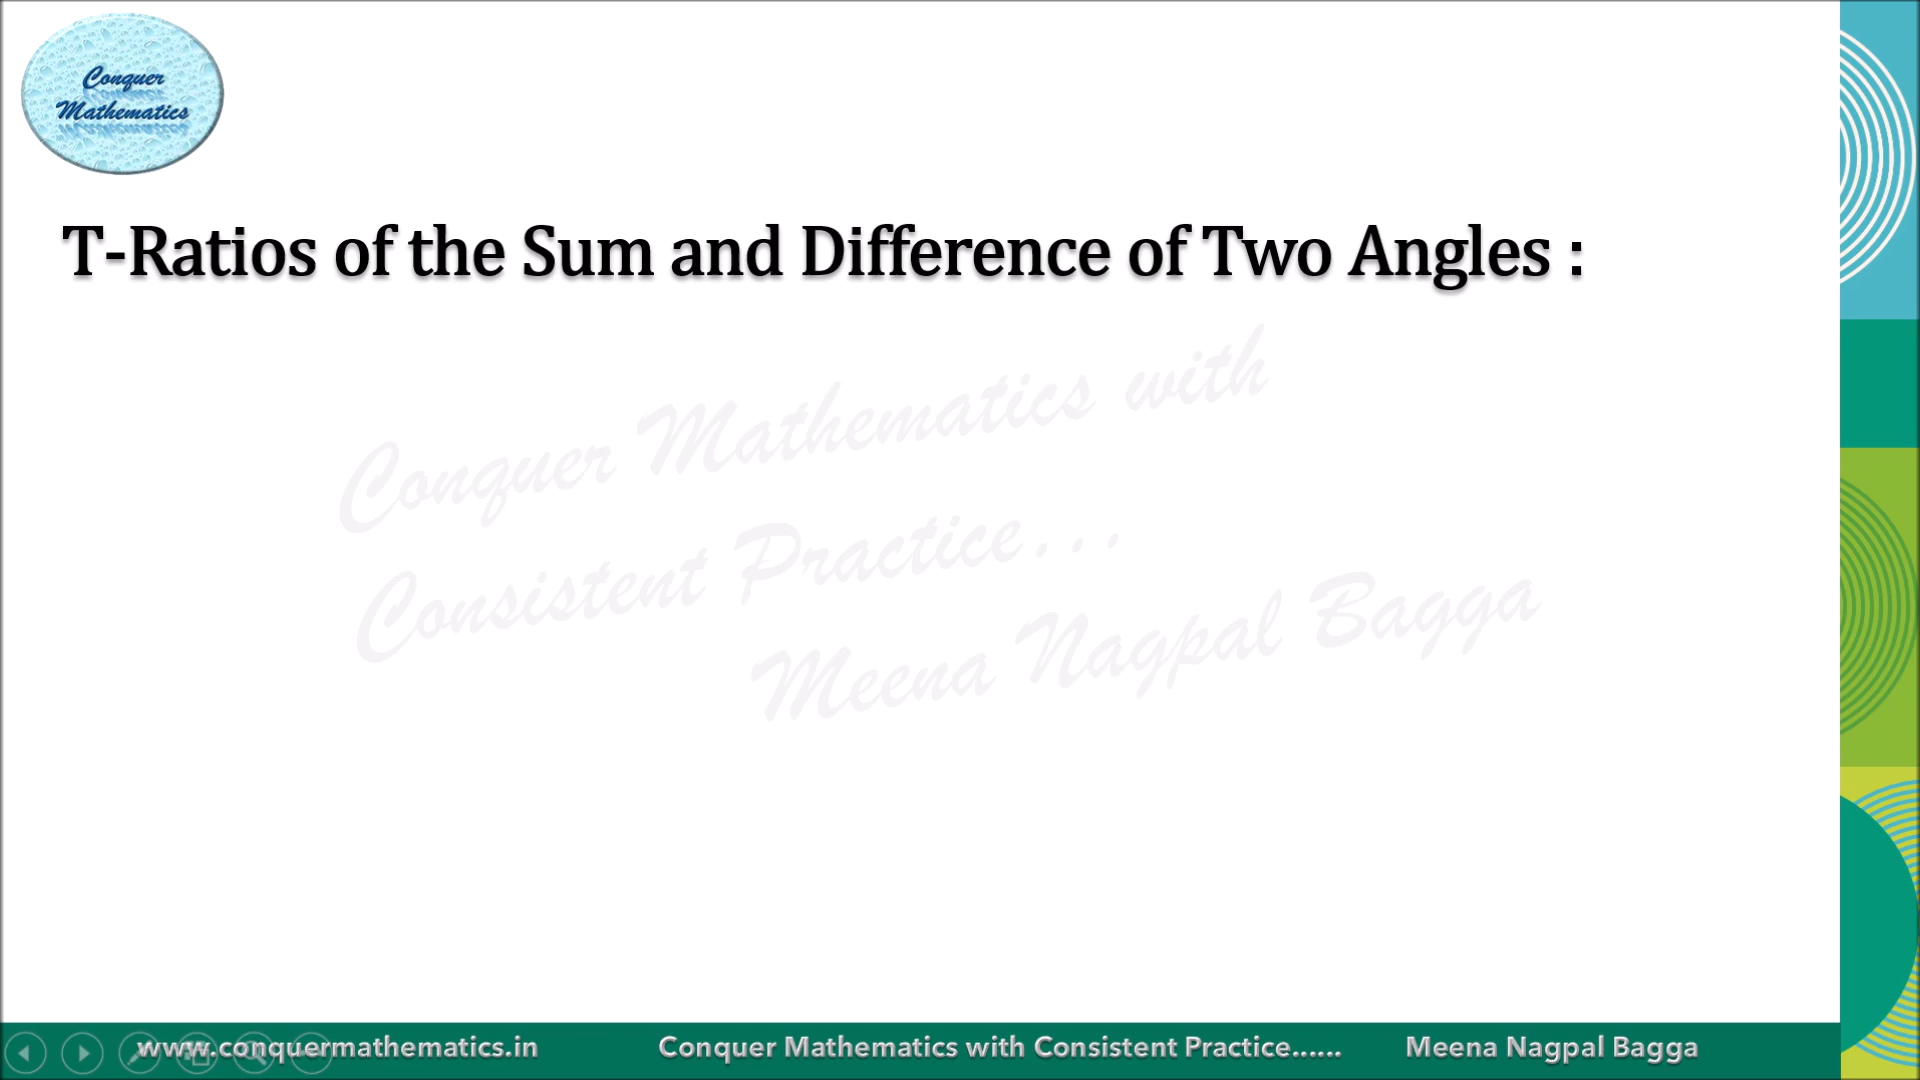 Conquer
Mathematics
T-Ratios of the Sum and Difference of Two Angles :
Conquer Mathematics with
Consistent Practice...
Meena Nagpal Bagga
www.conquermathematics.in Conquer Mathematics with Consistent Practice...... Meena Nagpal Bagga